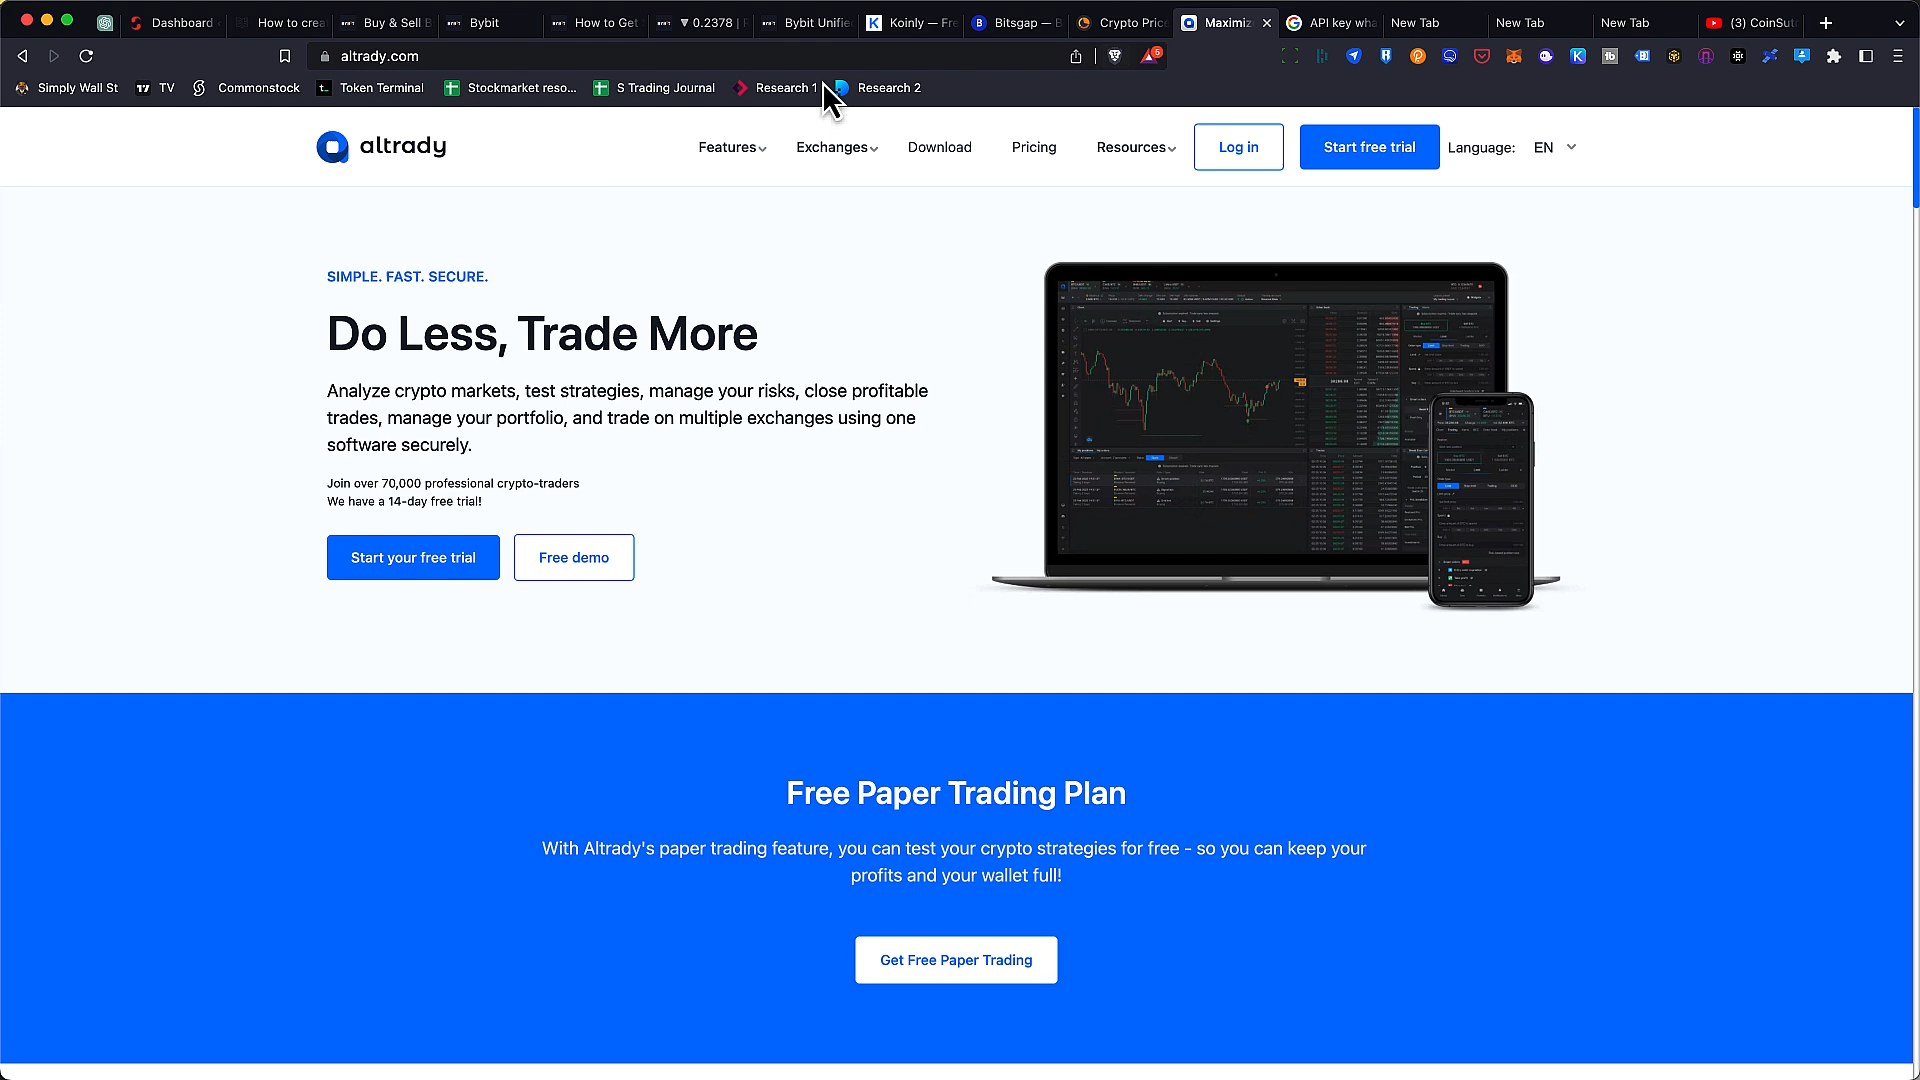 Dashboard
How to crea
Buy & Sell B
Bybit
How to Get
▼ 0.2378 |
Bybit Unifie
Koinly — Fre
Bitsgap — B
Crypto Price
Maximiz
API key wha
New Tab
New Tab
New Tab
(3) CoinSut
altrady.com
5
Simply Wall St
TV
Commonstock
Token Terminal
Stockmarket reso...
S Trading Journal
Research 1
Research 2
altrady
Features
Exchanges
Download
Pricing
Resources
Log in
Start free trial
Language:
EN
SIMPLE. FAST. SECURE.
Do Less, Trade More
Analyze crypto markets, test strategies, manage your risks, close profitable
trades, manage your portfolio, and trade on multiple exchanges using one
software securely.
Join over 70,000 professional crypto-traders
We have a 14-day free trial!
Start your free trial
Free demo
Free Paper Trading Plan
With Altrady's paper trading feature, you can test your crypto strategies for free - so you can keep your
profits and your wallet full!
Get Free Paper Trading